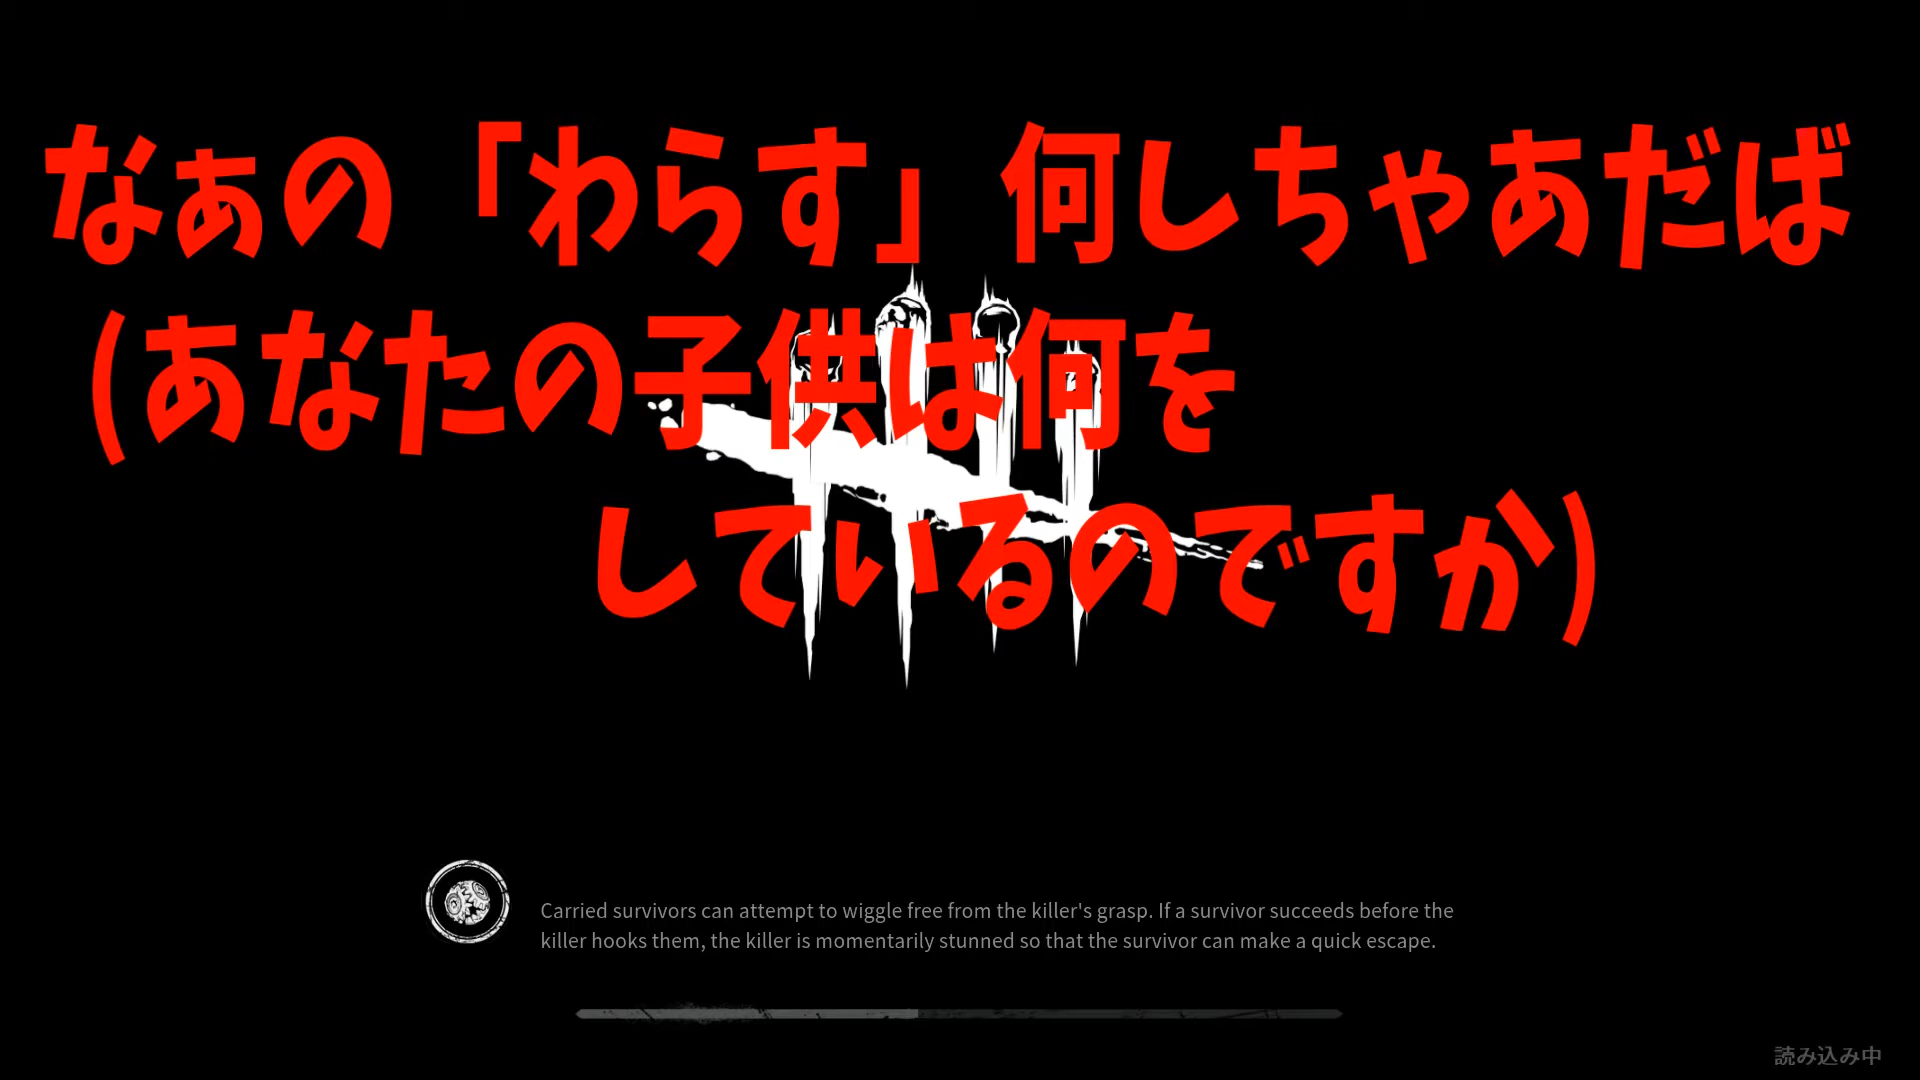 なぁの「わらす」何しちゃあだば
(あなたの子供は何を
しているのですか)
Carried survivors can attempt to wiggle free from the killer's grasp. If a survivor succeeds before the
killer hooks them, the killer is momentarily stunned so that the survivor can make a quick escape.
読み込み中